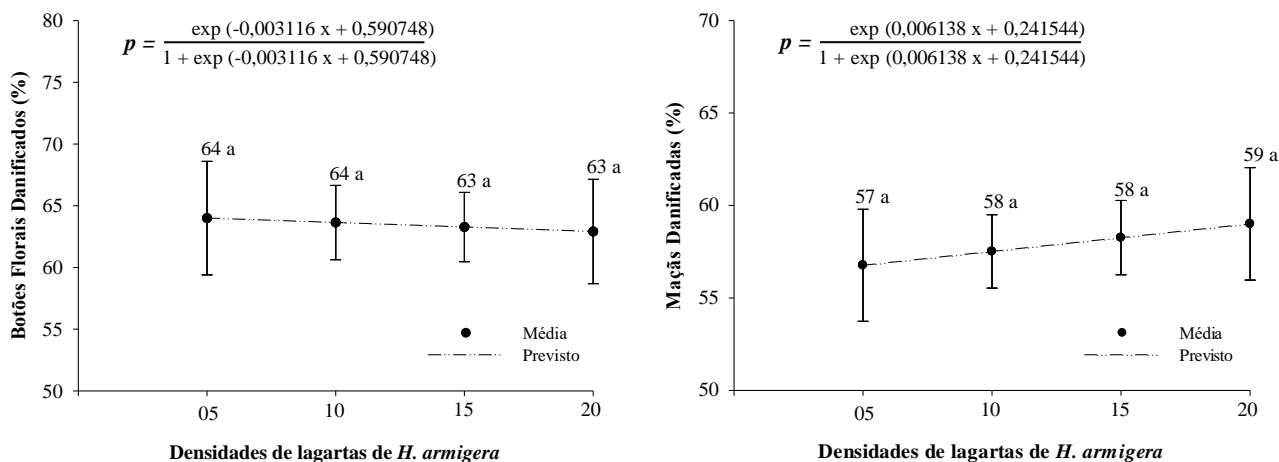 80
75
70
65
60
55
50
Botões Florais Danificados (%)
p = exp (-0,003116 x + 0,590748)
1 + exp (-0,003116 x + 0,590748)
64 a
64 a
63 a
63 a
Média
Previsto
05
10
15
20
Densidades de lagartas de H. armigera
70
65
60
55
50
Maçãs Danificadas (%)
p = exp (0,006138 x + 0,241544)
1 + exp (0,006138 x + 0,241544)
57 a
58 a
58 a
59 a
Média
Previsto
05
10
15
20
Densidades de lagartas de H. armigera